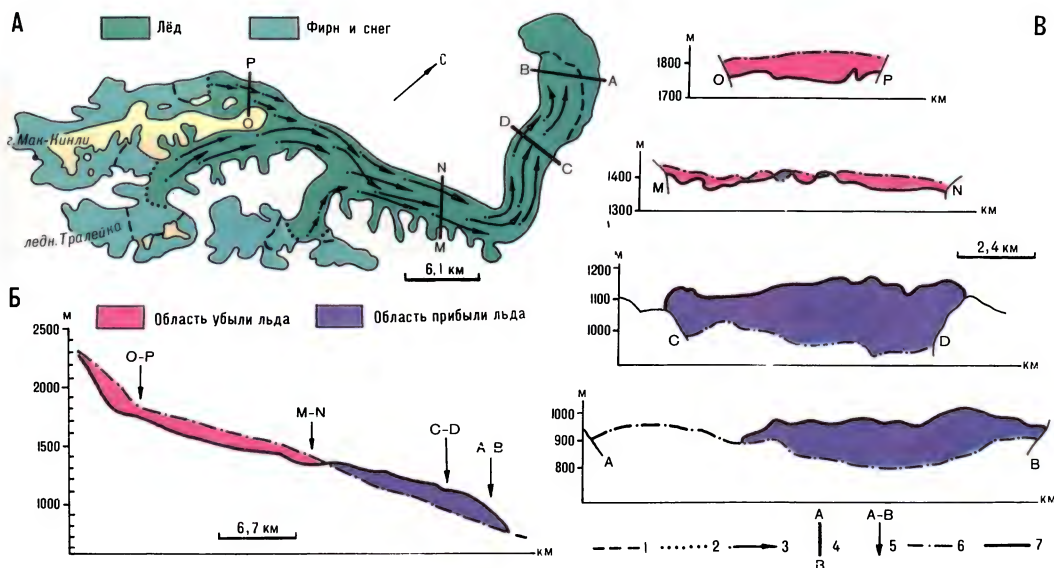 А
Лёд
Фирн и снег
P
O
С
г. Мак-Кинли
ледн. Тралейка
N
M
B
A
D
C
6,1 км
Б
Область убыли льда
Область прибыли льда
м
2500
2000
1500
1000
O-P
M-N
C-D
A B
6,7 км
км
В
м
1800
1700
O
P
км
м
1400
1300
M
N
км
2,4 км
м
1200
1100
1000
C
D
км
м
1000
900
800
A
B
км
1
2
3
A
B
4
A-B
5
6
7